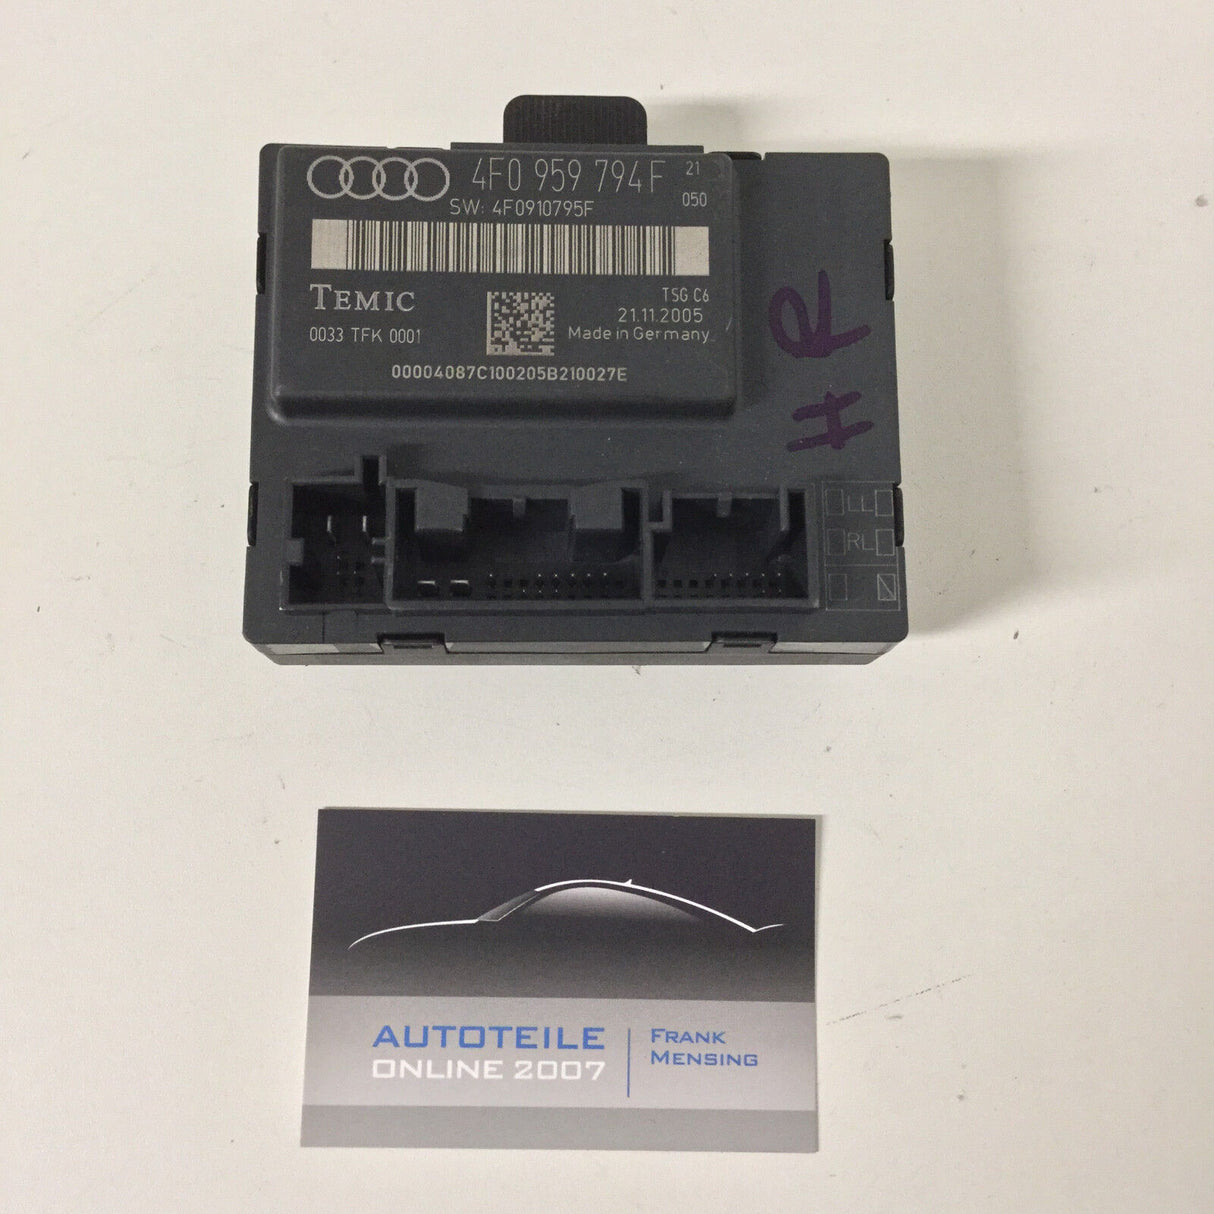 4F0 959 794 F 21
SW: 4F0910795F 050
TEMIC
TSG C6
21.11.2005
0033 TFK 0001
Made in Germany
00004087C100205B210027E
HR
LL
RL
AUTOTEILE
ONLINE 2007
FRANK
MENSING